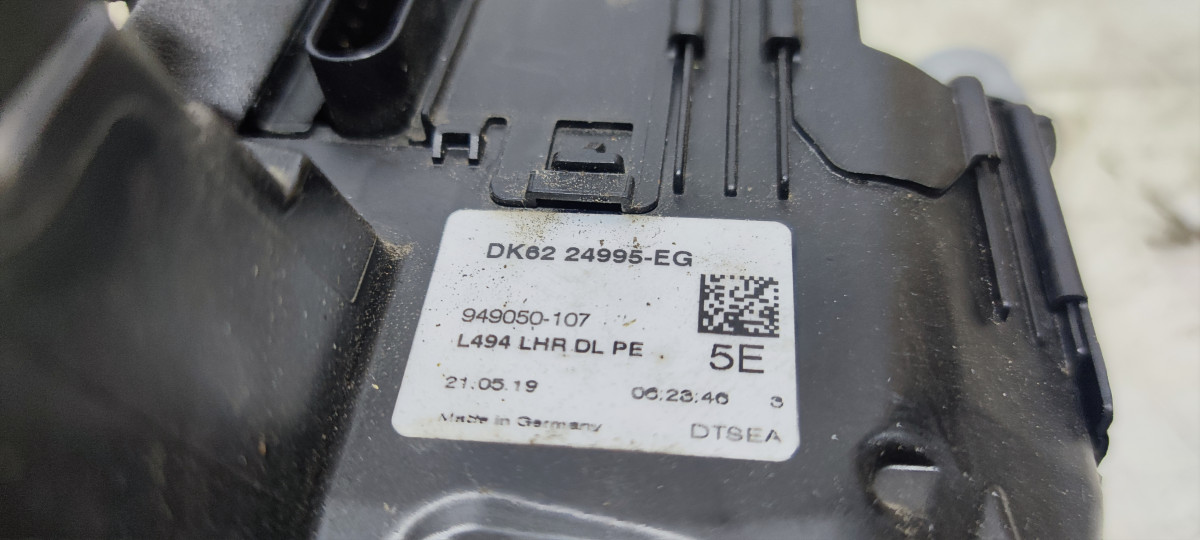 DK62 24995-EG
949050-107
L494 LHR DL PE
5E
21.05.19 06:23:46 3
Made in Germany DTSEA